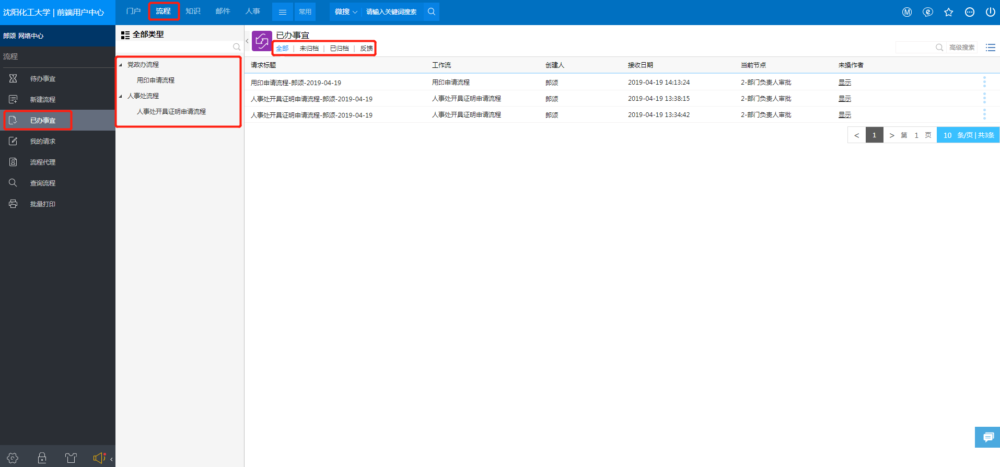 沈阳化工大学 | 前端用户中心
门户 流程 知识 邮件 人事 常用 微搜 请输入关键词搜索
郎颂 网络中心
流程
待办事宜
新建流程
已办事宜
我的请求
流程代理
查询流程
批量打印
全部类型
党政办流程
用印申请流程
人事处流程
人事处开具证明申请流程
已办事宜
全部 | 未归档 | 已归档 | 反馈
高级搜索
请求标题 工作流 创建人 接收日期 当前节点 未操作者
用印申请流程-郎颂-2019-04-19 用印申请流程 郎颂 2019-04-19 14:13:24 2-部门负责人审批 显示
人事处开具证明申请流程-郎颂-2019-04-19 人事处开具证明申请流程 郎颂 2019-04-19 13:38:15 2-部门负责人审批 显示
人事处开具证明申请流程-郎颂-2019-04-19 人事处开具证明申请流程 郎颂 2019-04-19 13:34:42 2-部门负责人审批 显示
< 1 > 第 1 页 10 条/页 | 共3条